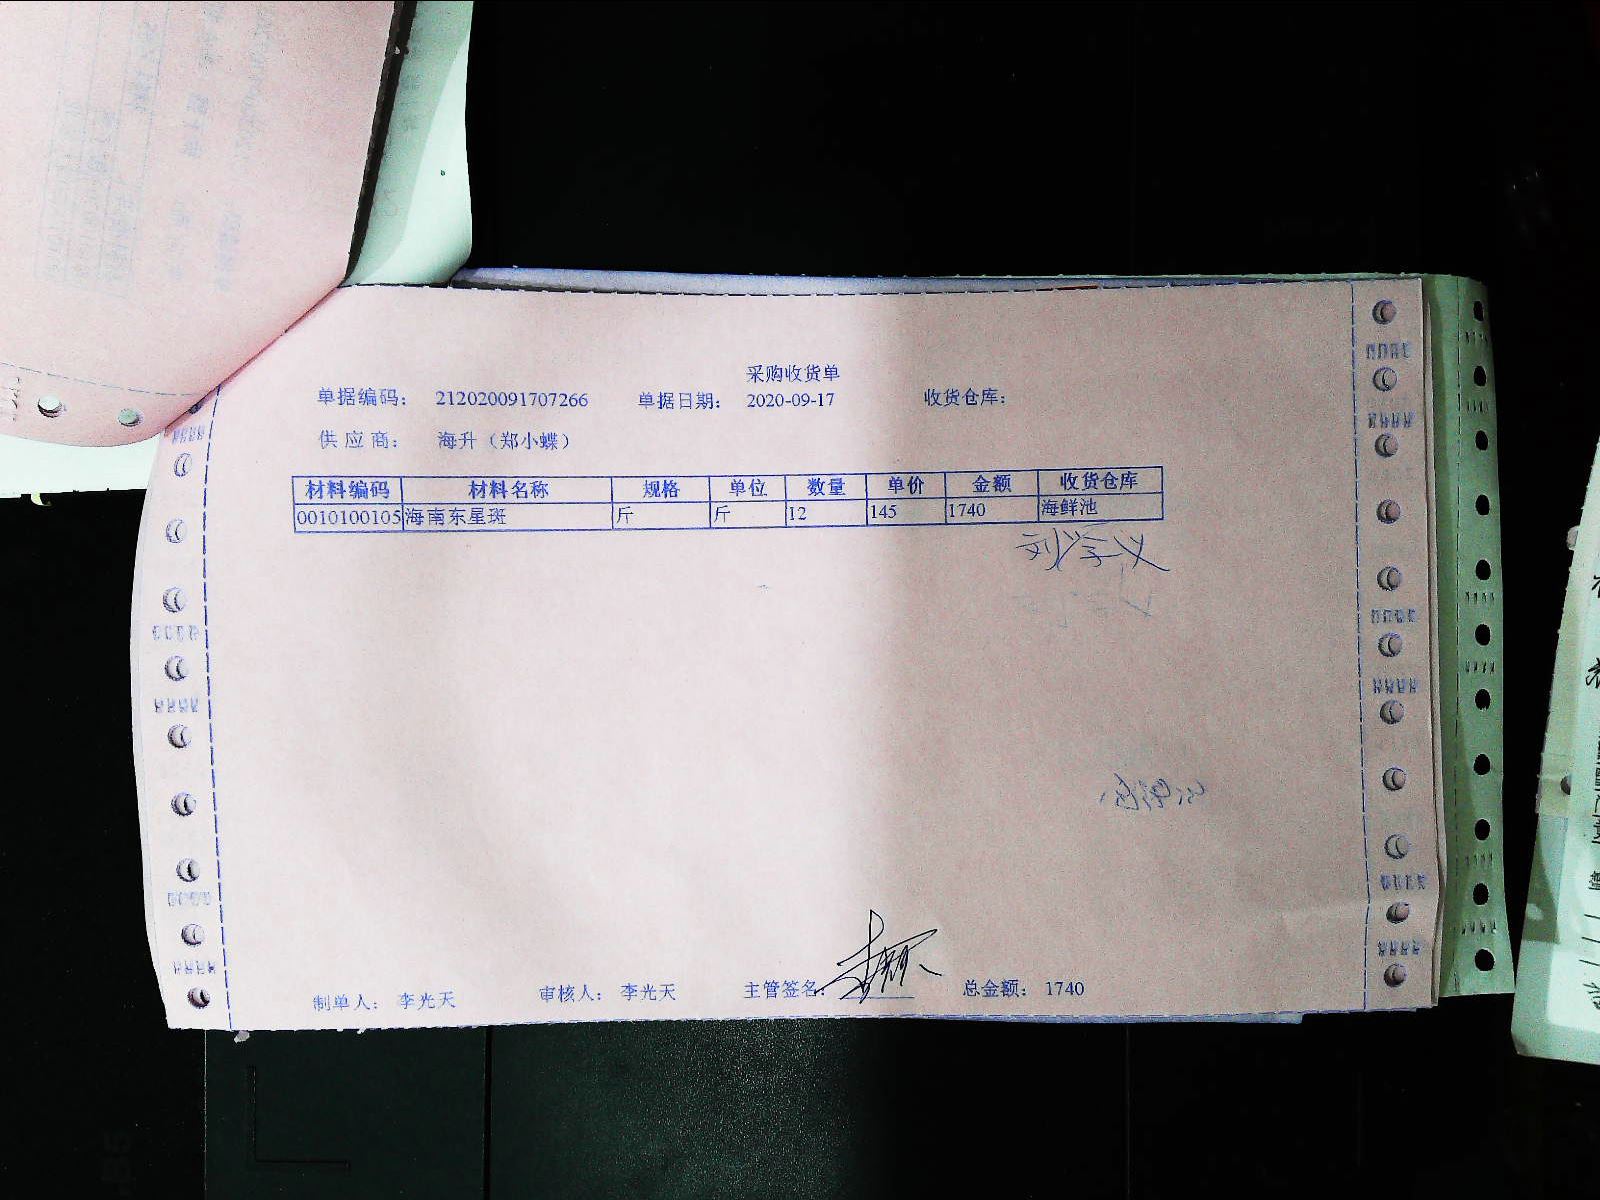 采购收货单
单据编码： 212020091707266 单据日期： 2020-09-17 收货仓库：
供应商： 海升（郑小蝶）
材料编码 材料名称 规格 单位 数量 单价 金额 收货仓库
0010100105 海南东星斑 斤 斤 12 145 1740 海鲜池
刘学义
制单人： 李光天 审核人： 李光天 主管签名： 总金额： 1740